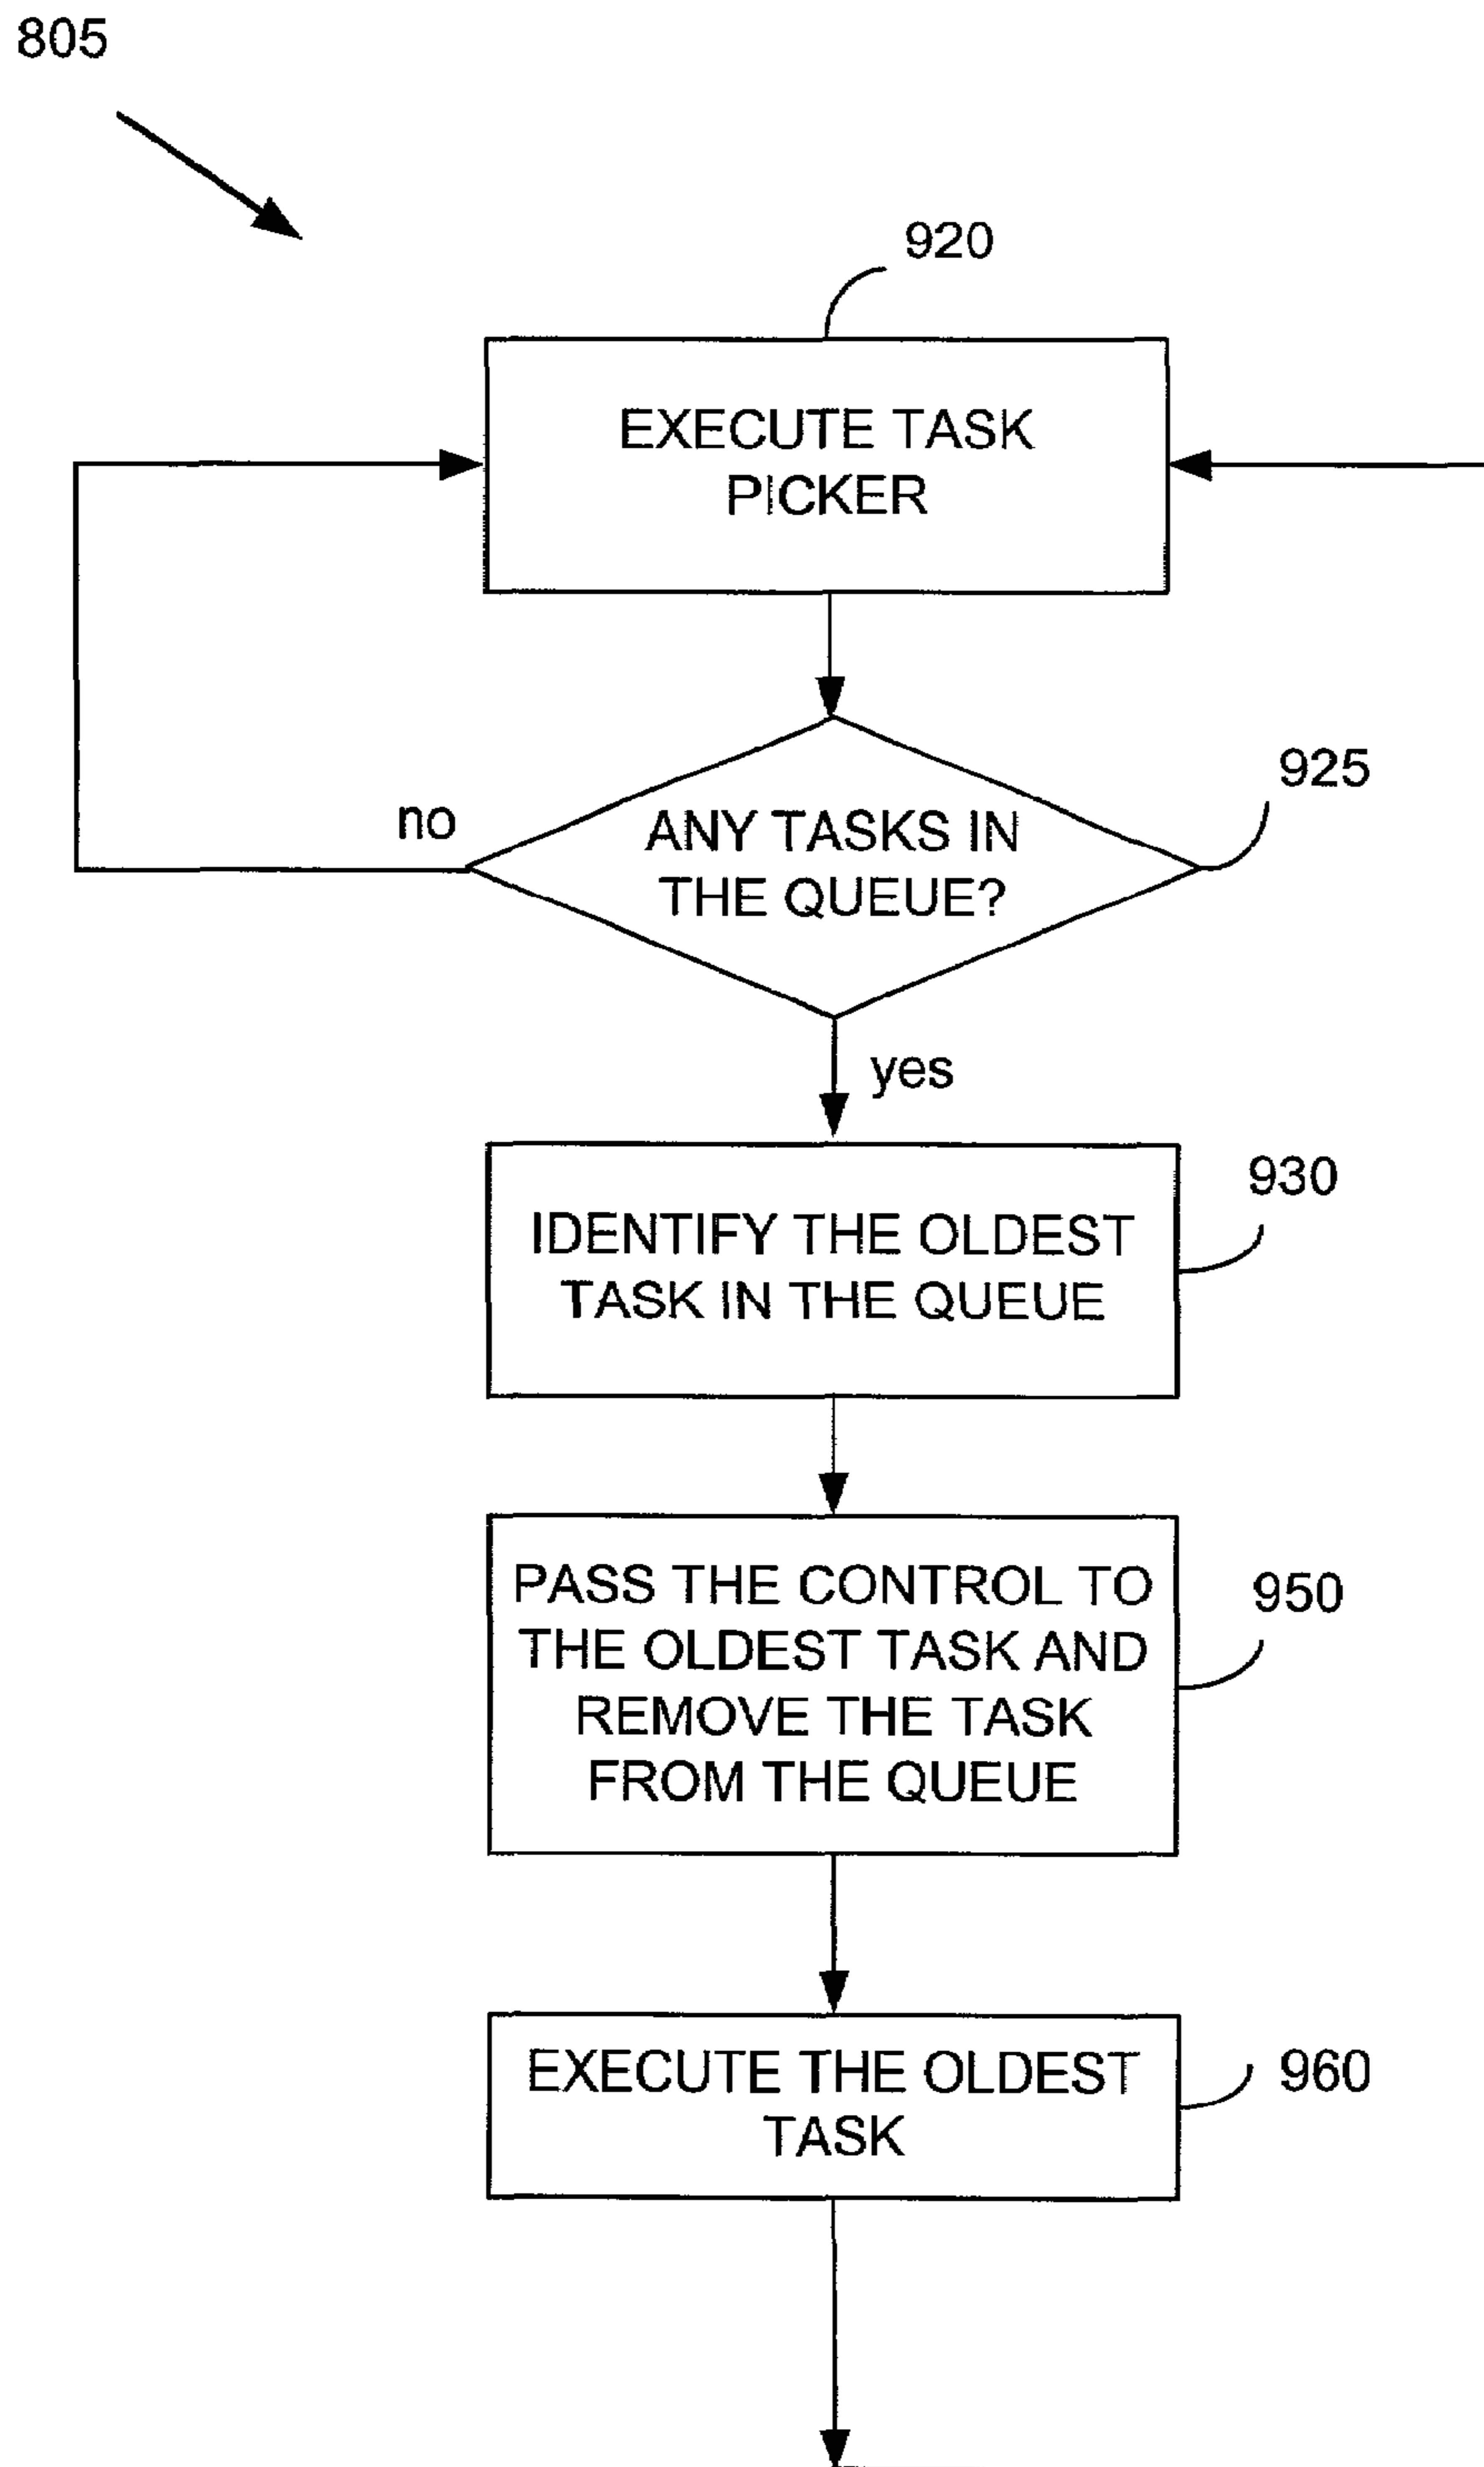 805
920
EXECUTE TASK
PICKER
925
no
ANY TASKS IN
THE QUEUE?
yes
930
IDENTIFY THE OLDEST
TASK IN THE QUEUE
950
PASS THE CONTROL TO
THE OLDEST TASK AND
REMOVE THE TASK
FROM THE QUEUE
960
EXECUTE THE OLDEST
TASK